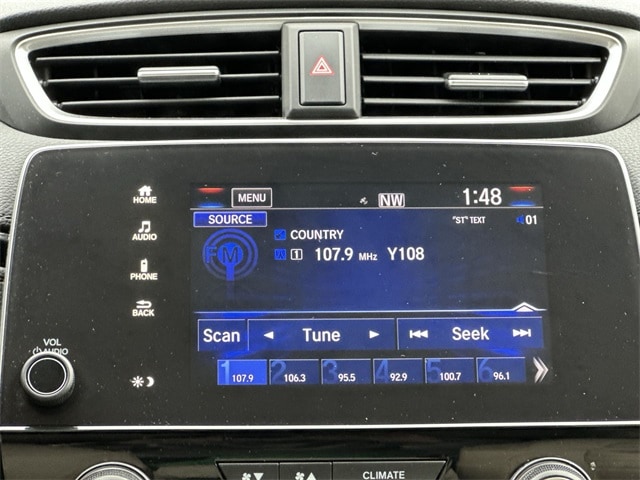 HOME
AUDIO
PHONE
BACK
VOL
AUDIO
MENU
NW
1:48
SOURCE
"ST" TEXT
01
FM
COUNTRY
1 107.9 MHz Y108
Scan
Tune
Seek
1 107.9
2 106.3
3 95.5
4 92.9
5 100.7
6 96.1
CLIMATE